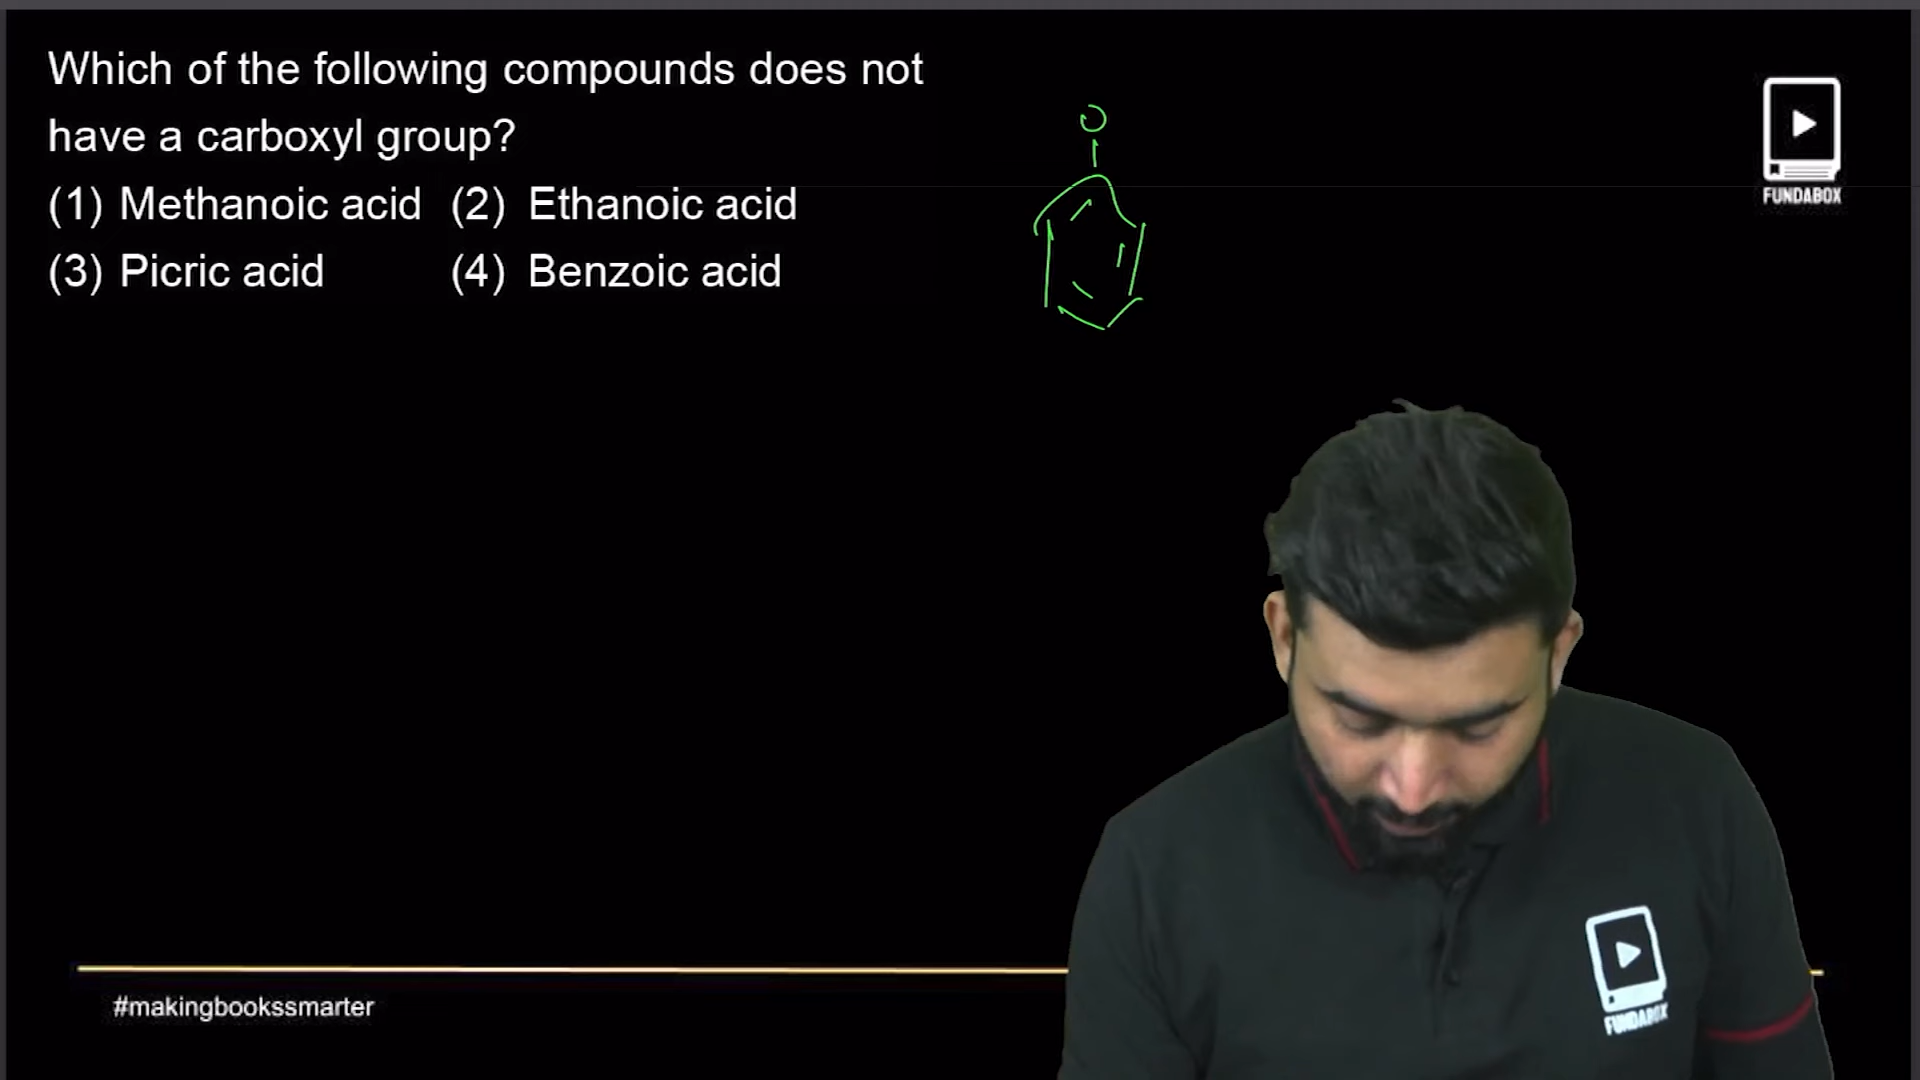 Which of the following compounds does not
have a carboxyl group?
(1) Methanoic acid (2) Ethanoic acid
(3) Picric acid (4) Benzoic acid
O
FUNDABOX
#makingbookssmarter
FUNDABOX